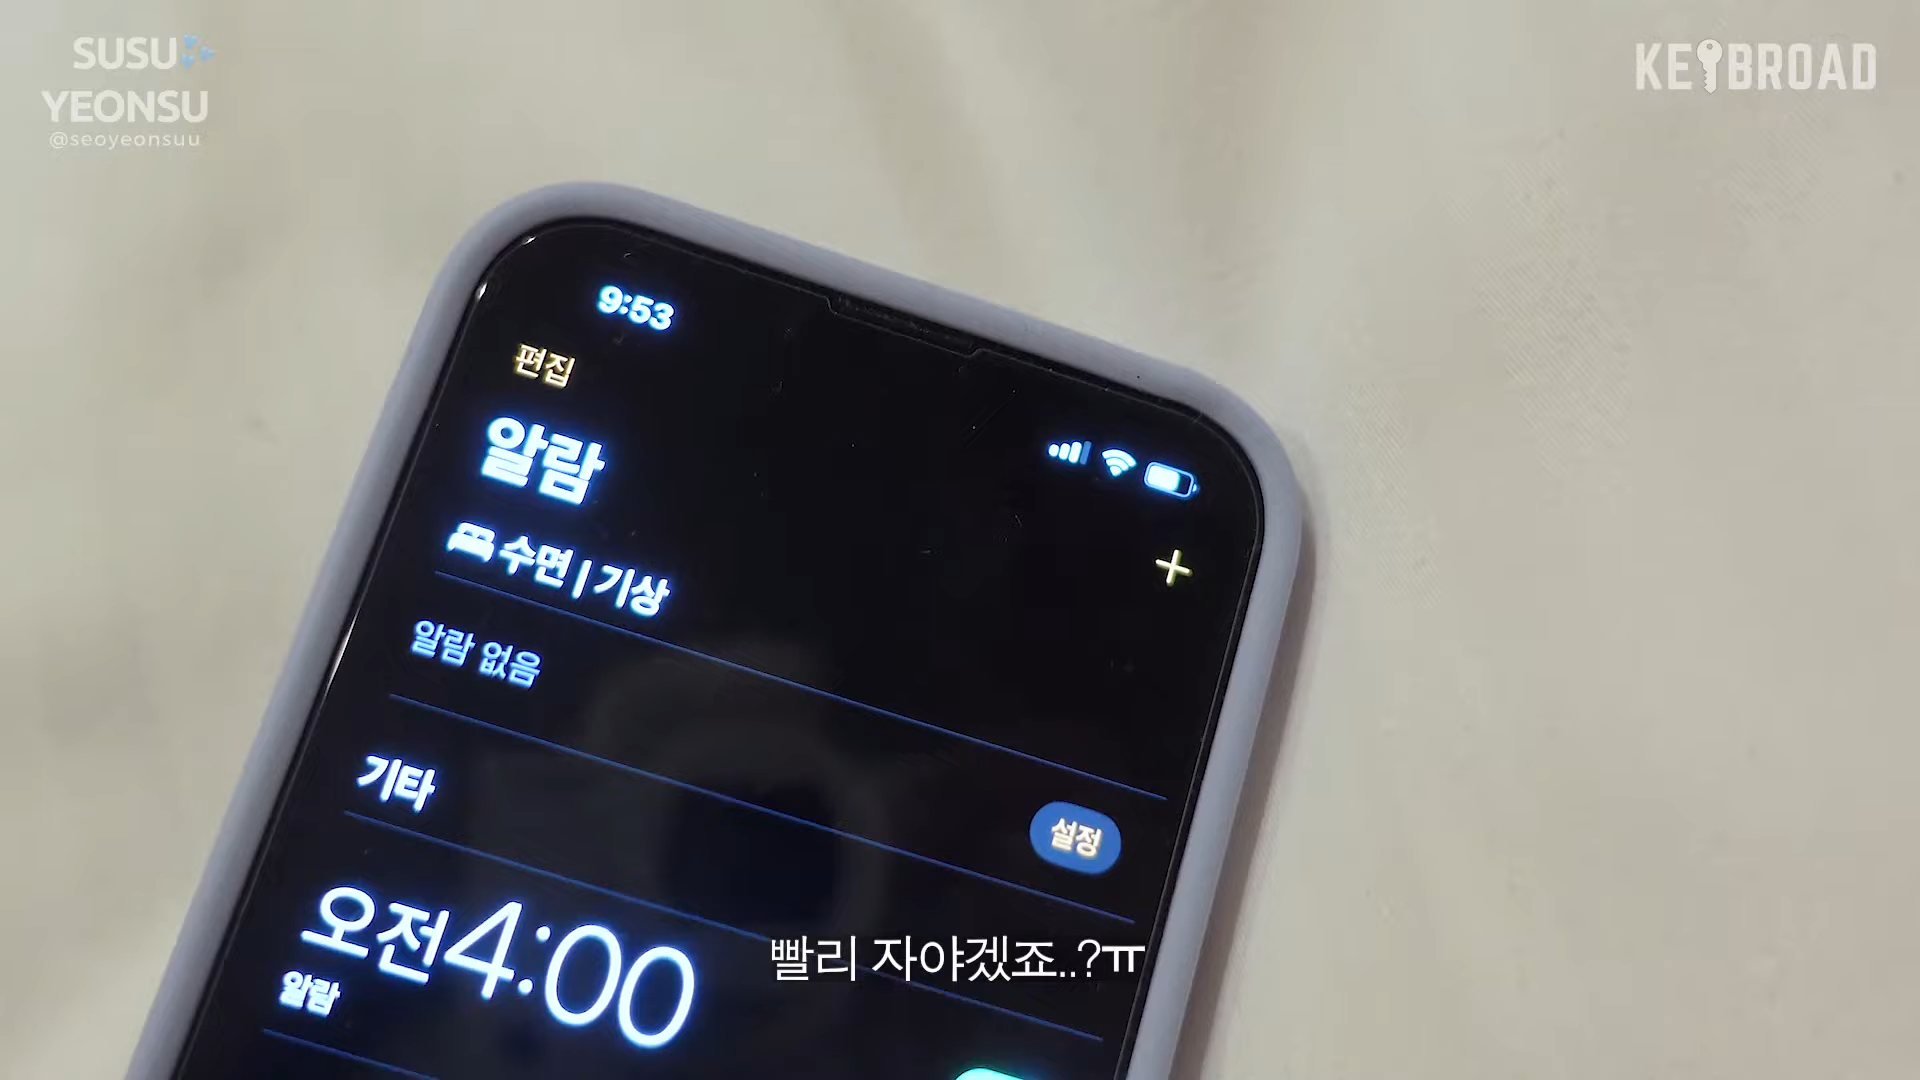 SUSU
YEONSU
@seoyeonsuu
KEYBROAD
9:53
편집
알람
수면 | 기상
알람 없음
기타
설정
오전4:00
알람
빨리 자야겠죠..?ㅠ